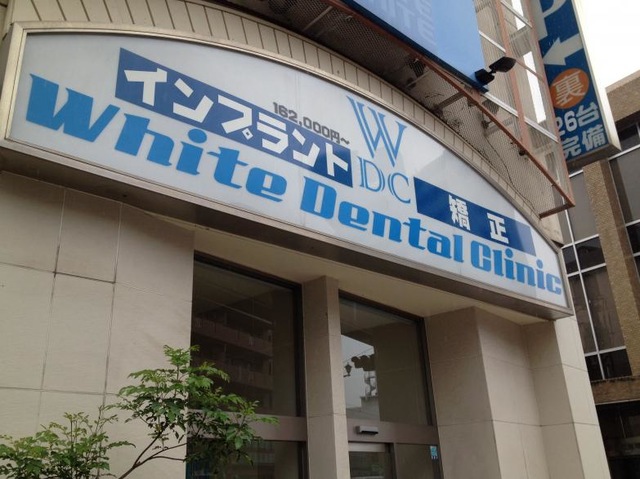 インプラント
162,000円~
W
DC
矯正
White Dental Clinic
裏
26台
完備